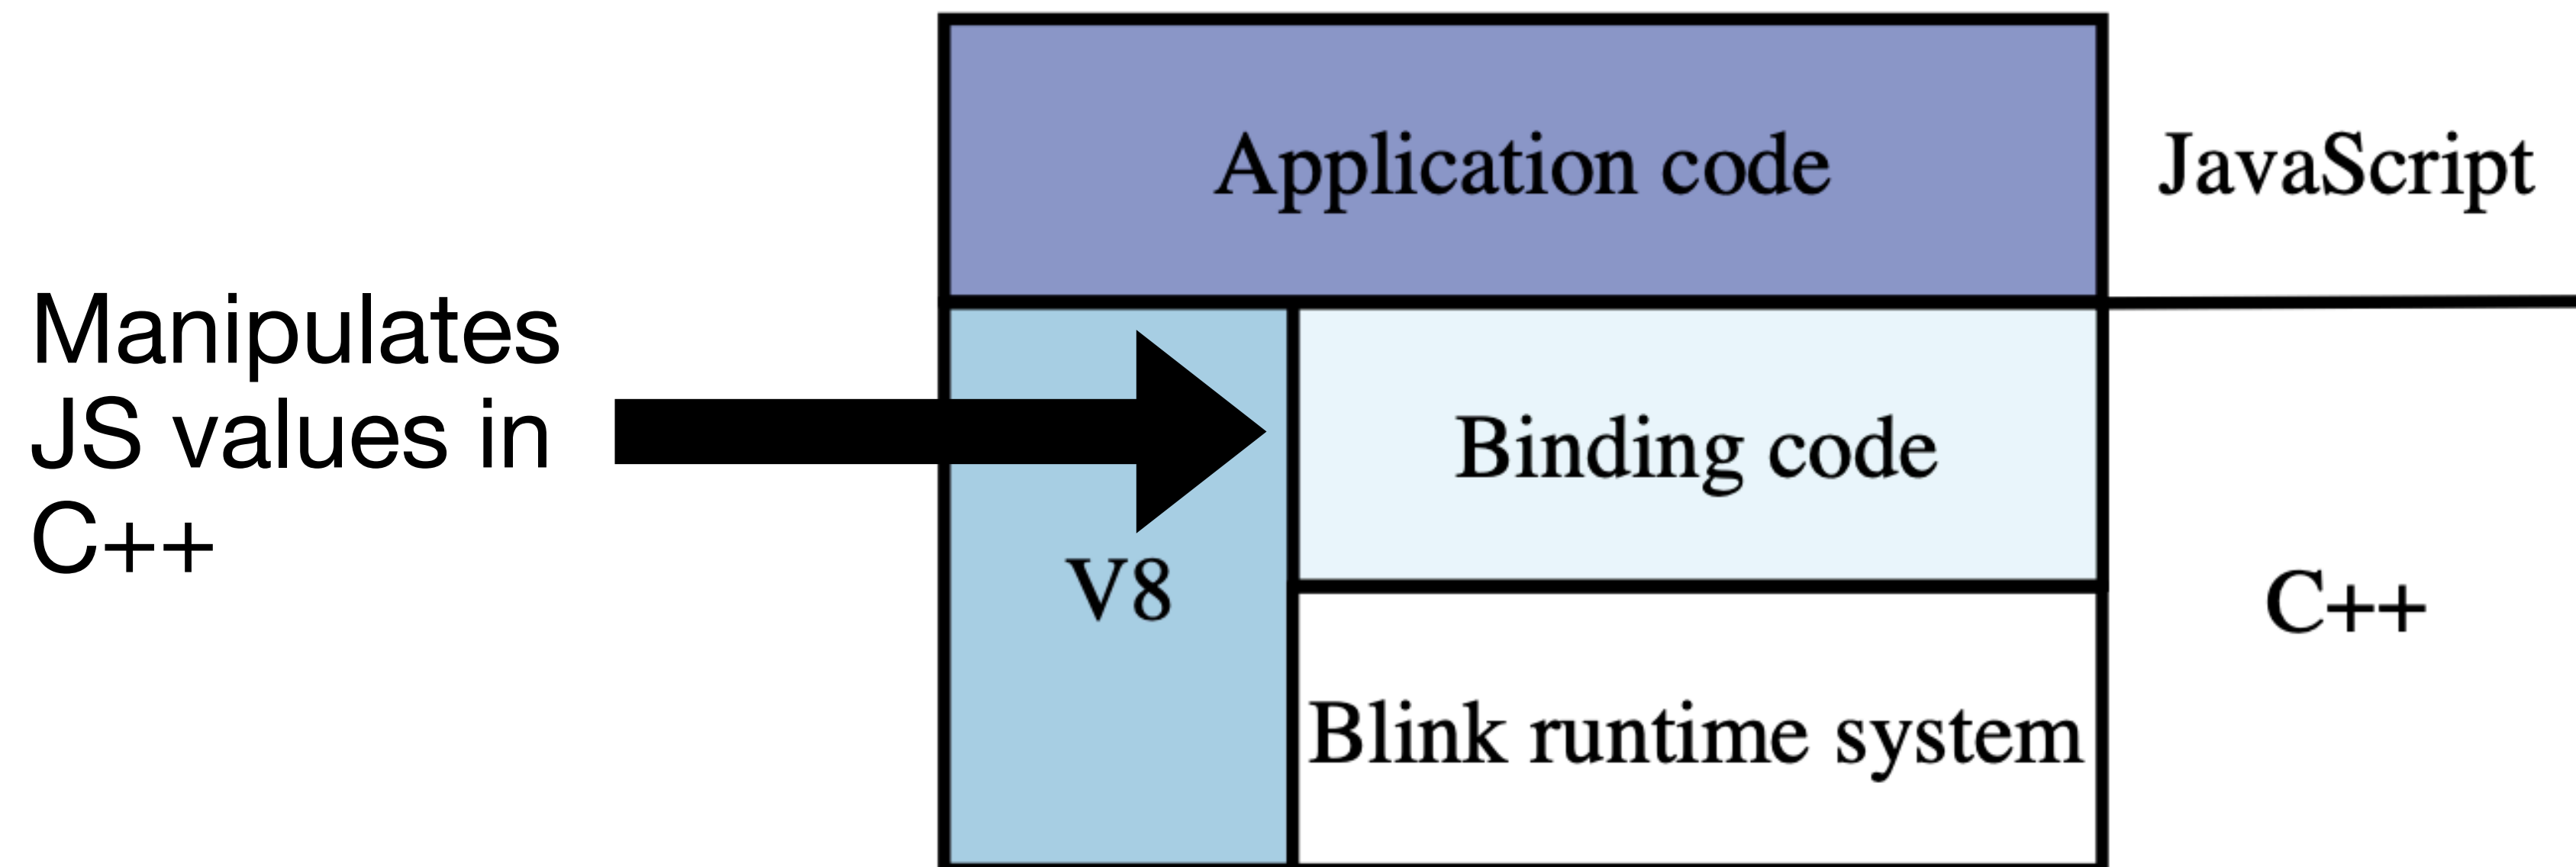 Application code
JavaScript
Manipulates
JS values in
C++
Binding code
V8
C++
Blink runtime system